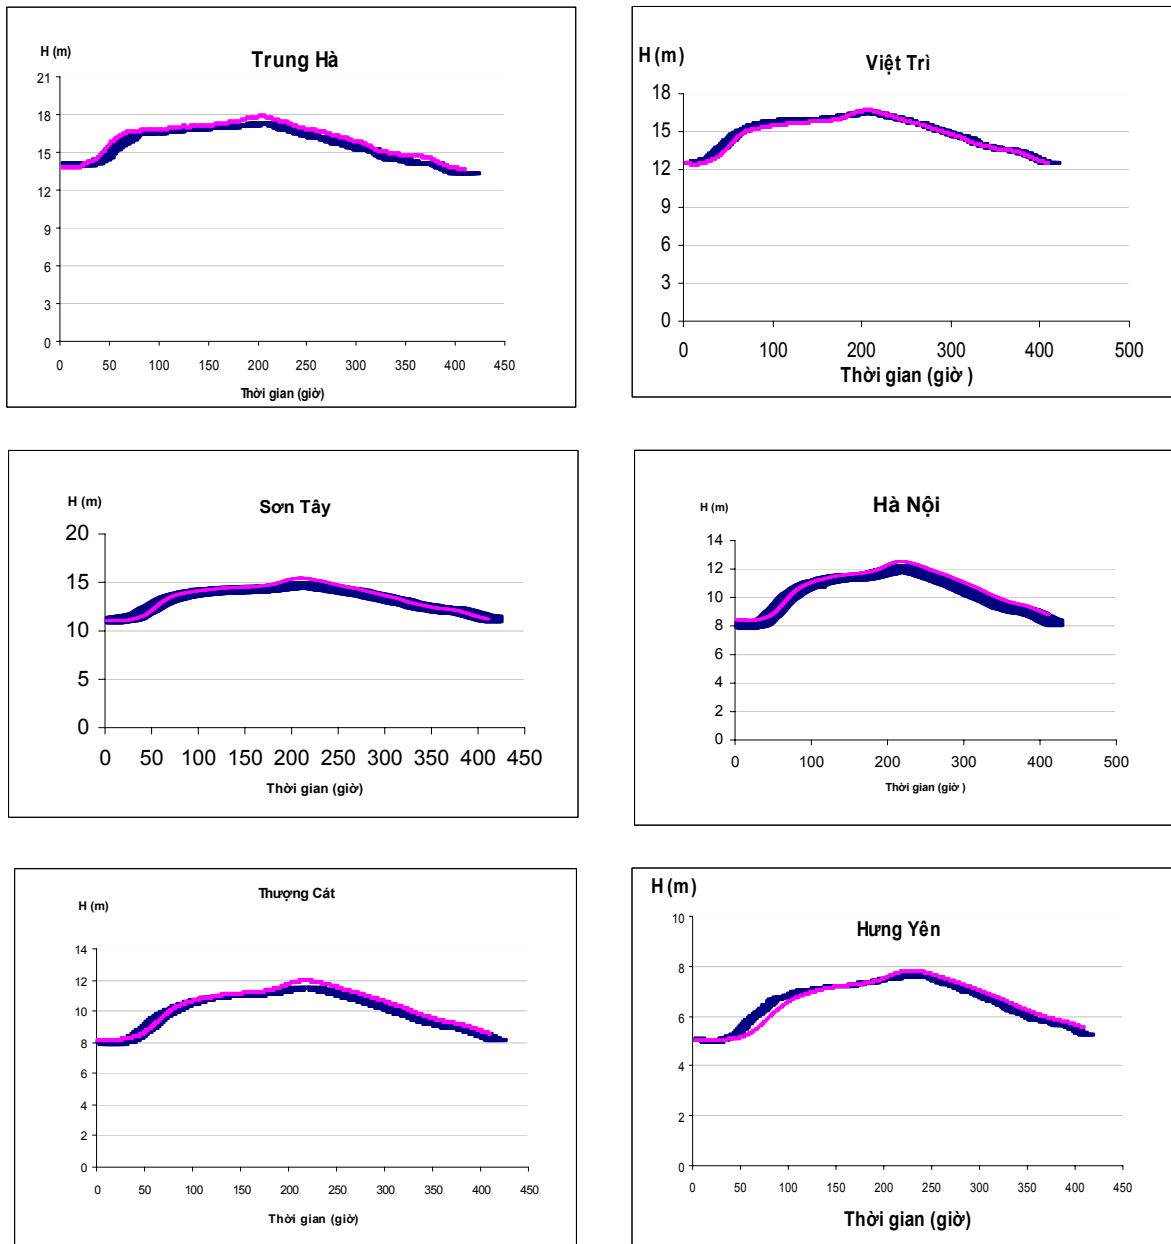 H (m)
Trung Hà
21
18
15
12
9
6
3
0
0 50 100 150 200 250 300 350 400 450
Thời gian (giờ)
H (m)
Việt Trì
18
15
12
9
6
3
0
0 100 200 300 400 500
Thời gian (giờ )
H (m)
Sơn Tây
20
15
10
5
0
0 50 100 150 200 250 300 350 400 450
Thời gian (giờ)
H (m)
Hà Nội
14
12
10
8
6
4
2
0
0 100 200 300 400 500
Thời gian (giờ )
Thượng Cát
H (m)
14
12
10
8
6
4
2
0
0 50 100 150 200 250 300 350 400 450
Thời gian (giờ)
H (m)
Hưng Yên
10
8
6
4
2
0
0 50 100 150 200 250 300 350 400 450
Thời gian (giờ)